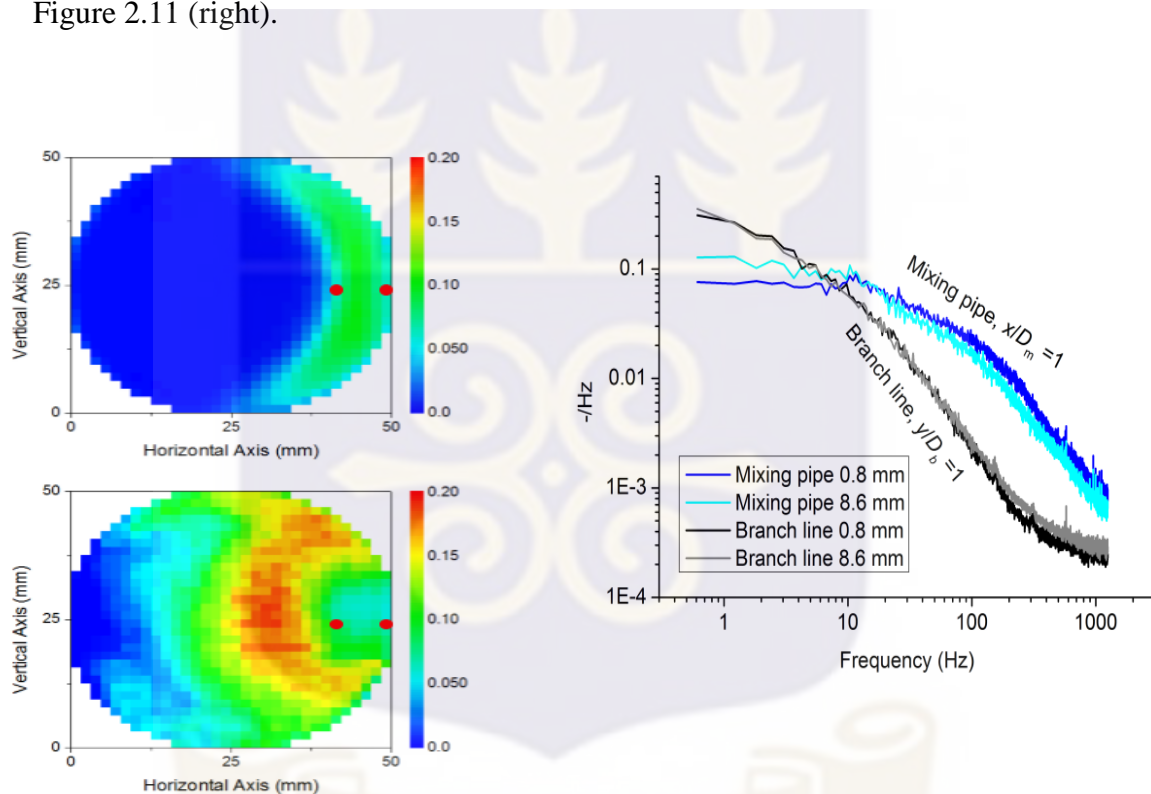 Figure 2.11 (right).
50
25
0
Vertical Axis (mm)
0
25
50
Horizontal Axis (mm)
0.20
0.15
0.10
0.050
0.0
50
25
0
Vertical Axis (mm)
0
25
50
Horizontal Axis (mm)
0.20
0.15
0.10
0.050
0.0
0.1
0.01
1E-3
1E-4
-/Hz
Mixing pipe, x/Dm =1
Branch line, y/Db =1
Mixing pipe 0.8 mm
Mixing pipe 8.6 mm
Branch line 0.8 mm
Branch line 8.6 mm
1
10
100
1000
Frequency (Hz)